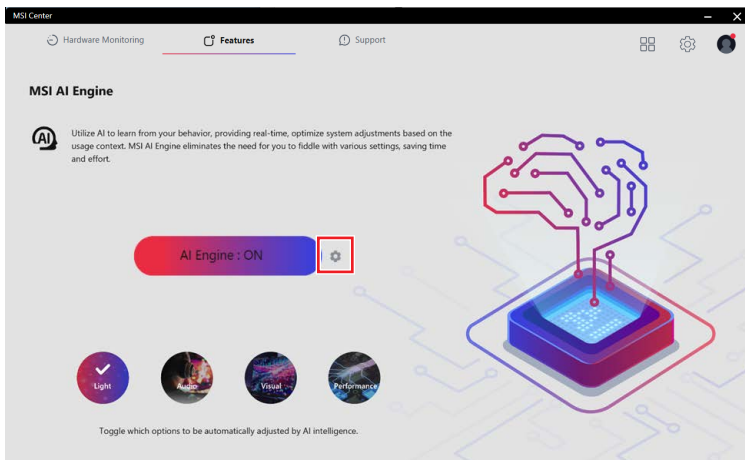 MSI Center
Hardware Monitoring
Features
Support
MSI AI Engine
AI
Utilize AI to learn from your behavior, providing real-time, optimize system adjustments based on the
usage context. MSI AI Engine eliminates the need for you to fiddle with various settings, saving time
and effort.
AI Engine : ON
Light
Audio
Visual
Performance
Toggle which options to be automatically adjusted by AI intelligence.